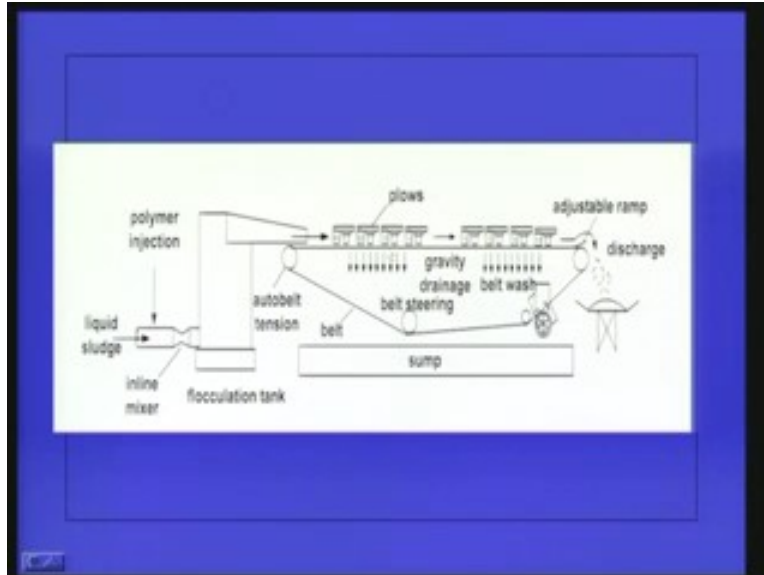 plows
polymer
injection
adjustable ramp
discharge
gravity
drainage
belt wash
autobelt
tension
belt steering
belt
liquid
sludge
sump
inline
mixer
flocculation tank